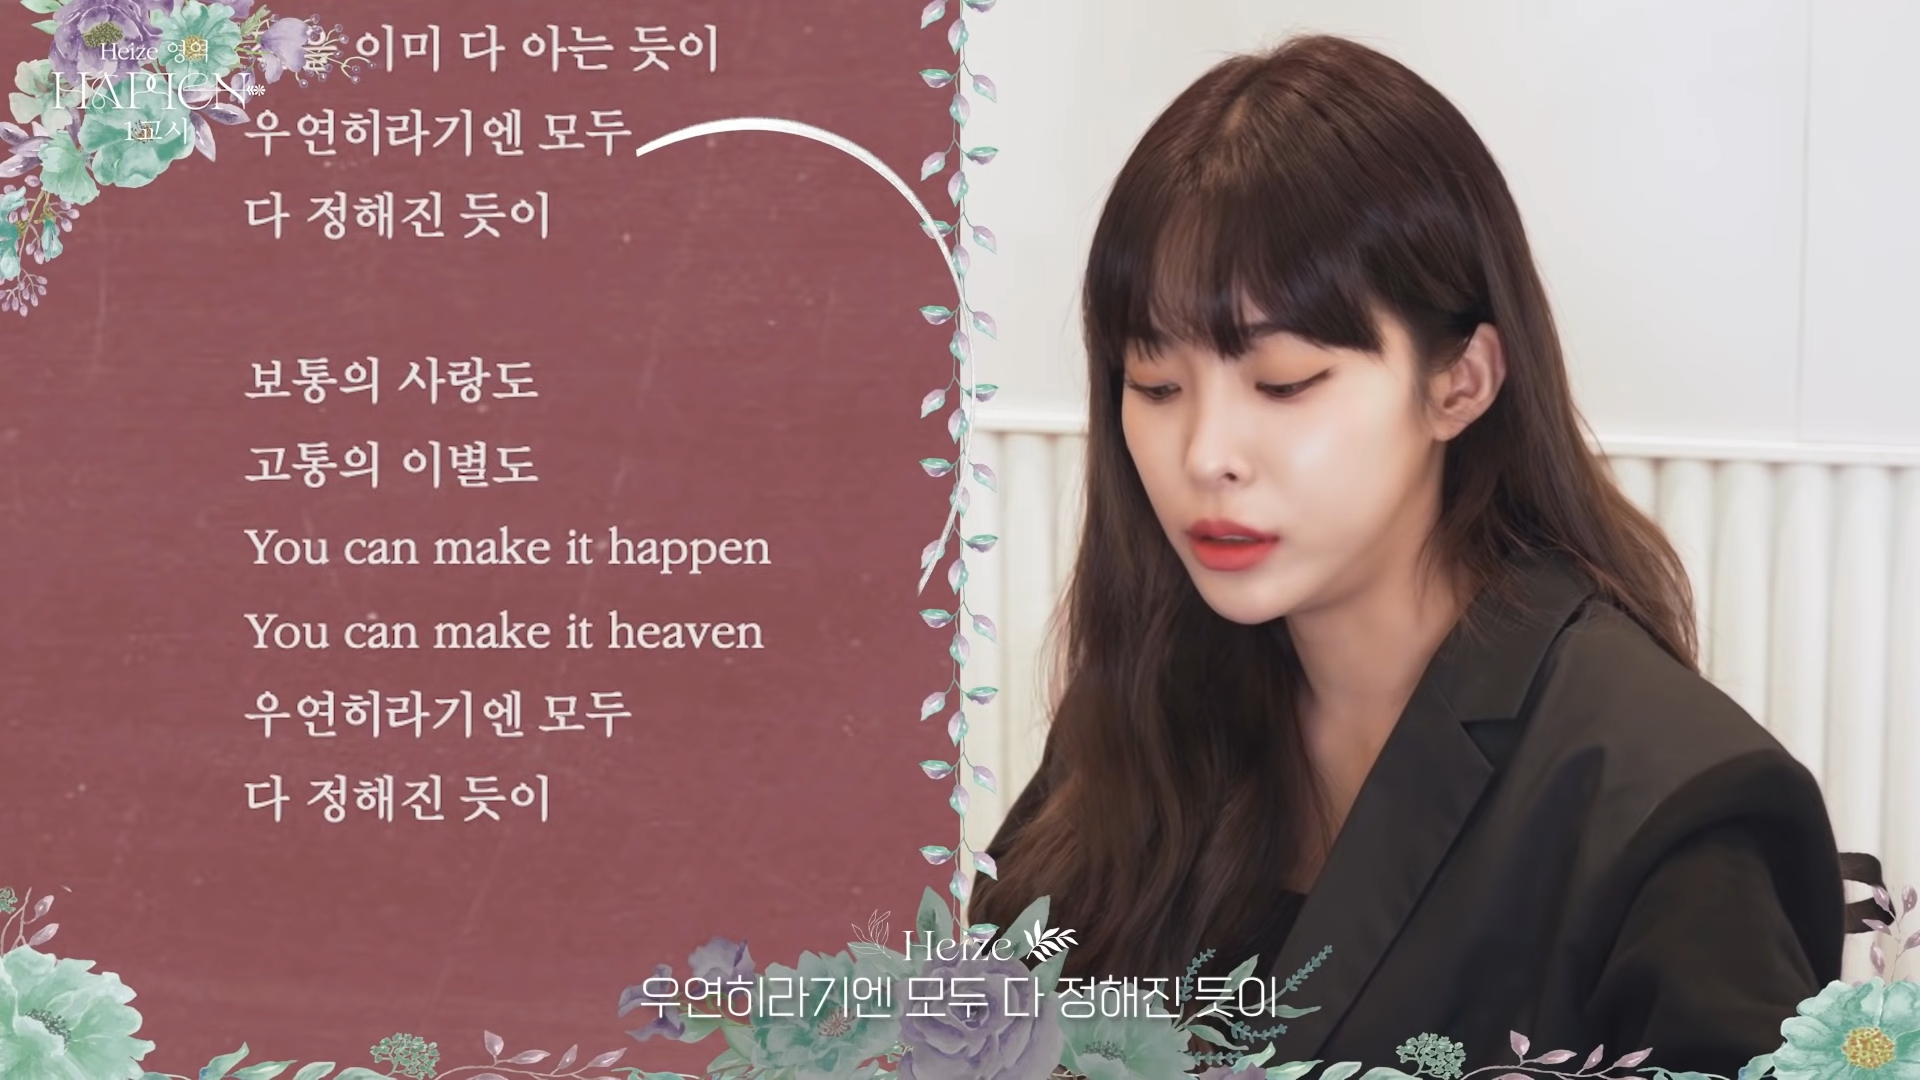 Heize 영역
HAPPEN
1교시
이미 다 아는 듯이
우연히라기엔 모두
다 정해진 듯이
보통의 사랑도
고통의 이별도
You can make it happen
You can make it heaven
우연히라기엔 모두
다 정해진 듯이
Heize
우연히라기엔 모두 다 정해진 듯이